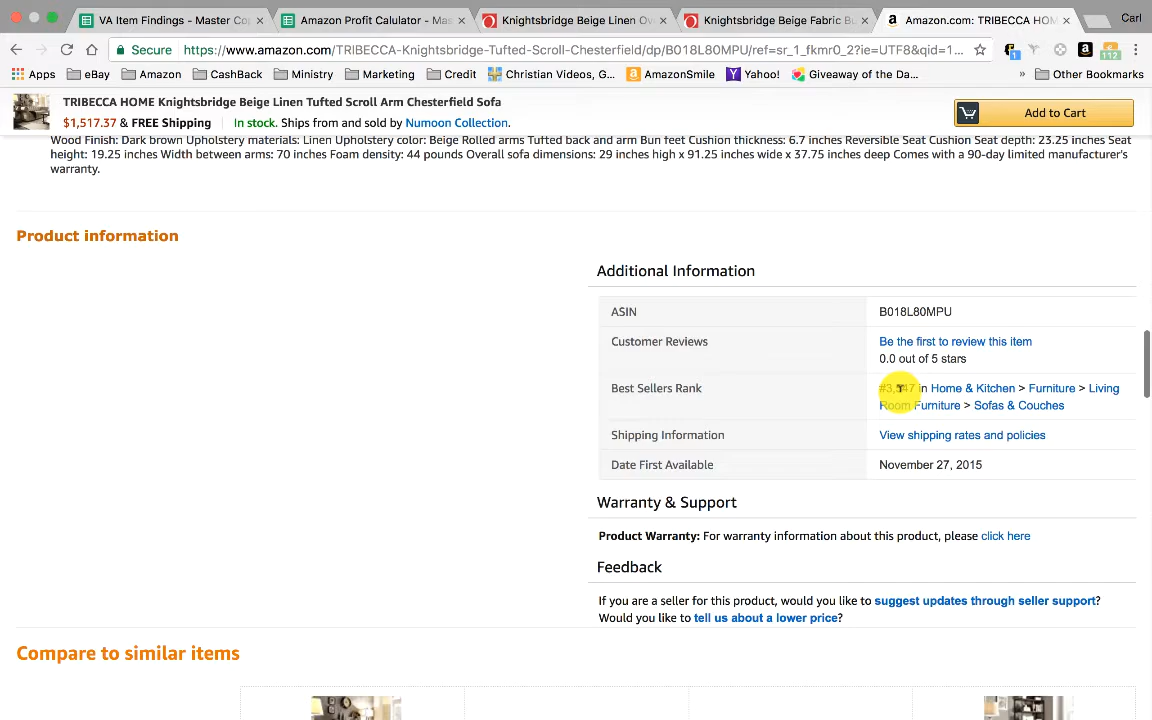 VA Item Findings - Master Co
Amazon Profit Calulator - Mas
Knightsbridge Beige Linen Ov
Knightsbridge Beige Fabric Bu
Amazon.com: TRIBECCA HOM
Carl
Secure https://www.amazon.com/TRIBECCA-Knightsbridge-Tufted-Scroll-Chesterfield/dp/B018L80MPU/ref=sr_1_fkmr0_2?ie=UTF8&qid=1...
1
112
Apps eBay Amazon CashBack Ministry Marketing Credit Christian Videos, G... AmazonSmile Yahoo! Giveaway of the Da... » Other Bookmarks
TRIBECCA HOME Knightsbridge Beige Linen Tufted Scroll Arm Chesterfield Sofa
$1,517.37 & FREE Shipping In stock. Ships from and sold by Numoon Collection.
Add to Cart
Wood Finish: Dark brown Upholstery materials: Linen Upholstery color: Beige Rolled arms Tufted back and arm Bun feet Cushion thickness: 6.7 inches Reversible Seat Cushion Seat depth: 23.25 inches Seat
height: 19.25 inches Width between arms: 70 inches Foam density: 44 pounds Overall sofa dimensions: 29 inches high x 91.25 inches wide x 37.75 inches deep Comes with a 90-day limited manufacturer's
warranty.
Product information
Additional Information
ASIN B018L80MPU
Customer Reviews Be the first to review this item
0.0 out of 5 stars
Best Sellers Rank in Home & Kitchen > Furniture > Living
Room Furniture > Sofas & Couches
Shipping Information View shipping rates and policies
Date First Available November 27, 2015
Warranty & Support
Product Warranty: For warranty information about this product, please click here
Feedback
If you are a seller for this product, would you like to suggest updates through seller support?
Would you like to tell us about a lower price?
Compare to similar items